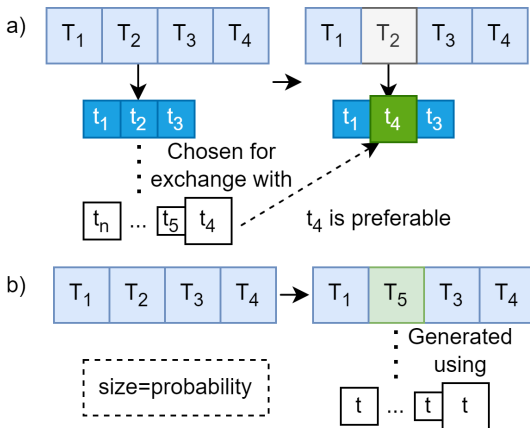 a)
T1 T2 T3 T4
T1 T2 T3 T4
t1 t2 t3
t1 t4 t3
Chosen for
exchange with
tn ... t5 t4
t4 is preferable
b)
T1 T2 T3 T4
T1 T5 T3 T4
Generated
using
size=probability
t ... t t